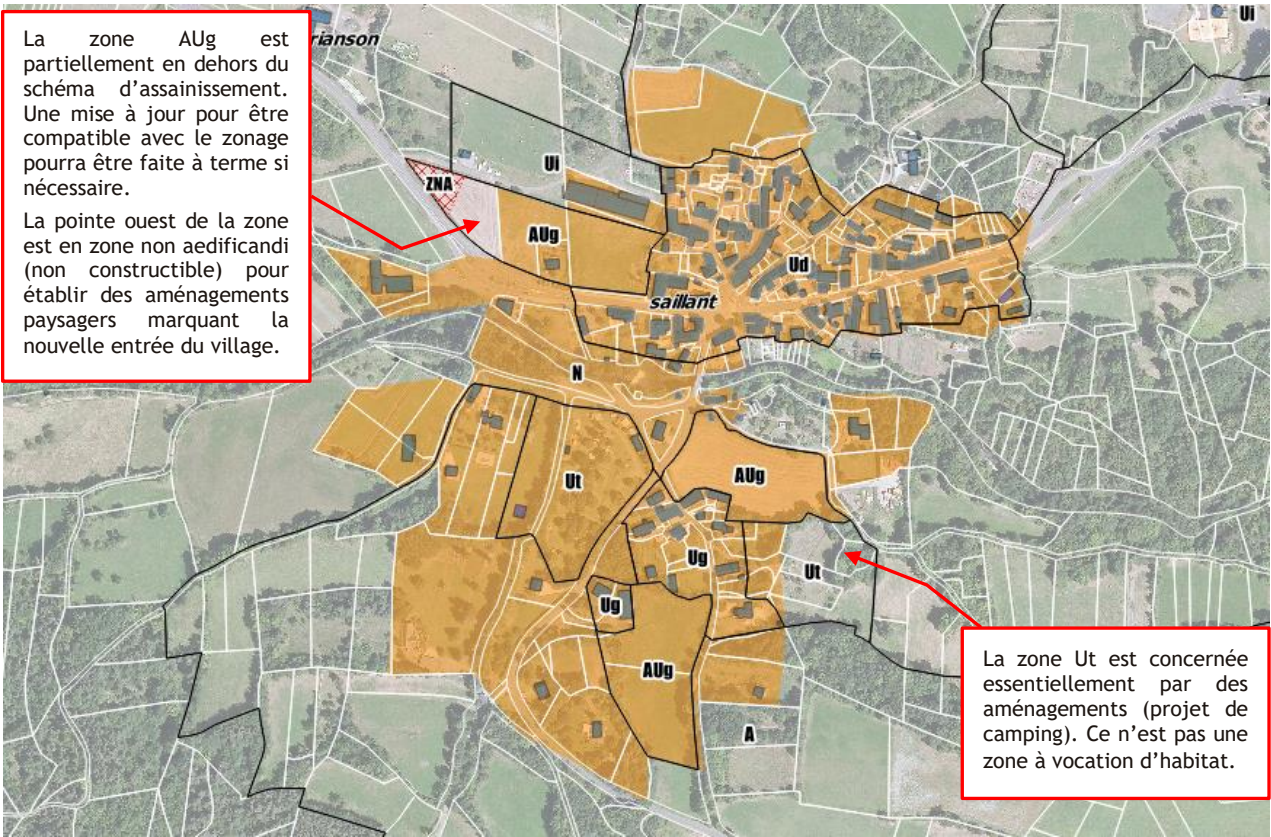 La zone AUg est
partiellement en dehors du
schéma d'assainissement.
Une mise à jour pour être
compatible avec le zonage
pourra être faite à terme si
nécessaire.
La pointe ouest de la zone
est en zone non aedificandi
(non constructible) pour
établir des aménagements
paysagers marquant la
nouvelle entrée du village.
rianson
Ui
Ui
ZNA
AUg
Ud
saillant
N
Ut
AUg
Ug
Ut
Ug
AUg
A
La zone Ut est concernée
essentiellement par des
aménagements (projet de
camping). Ce n'est pas une
zone à vocation d'habitat.